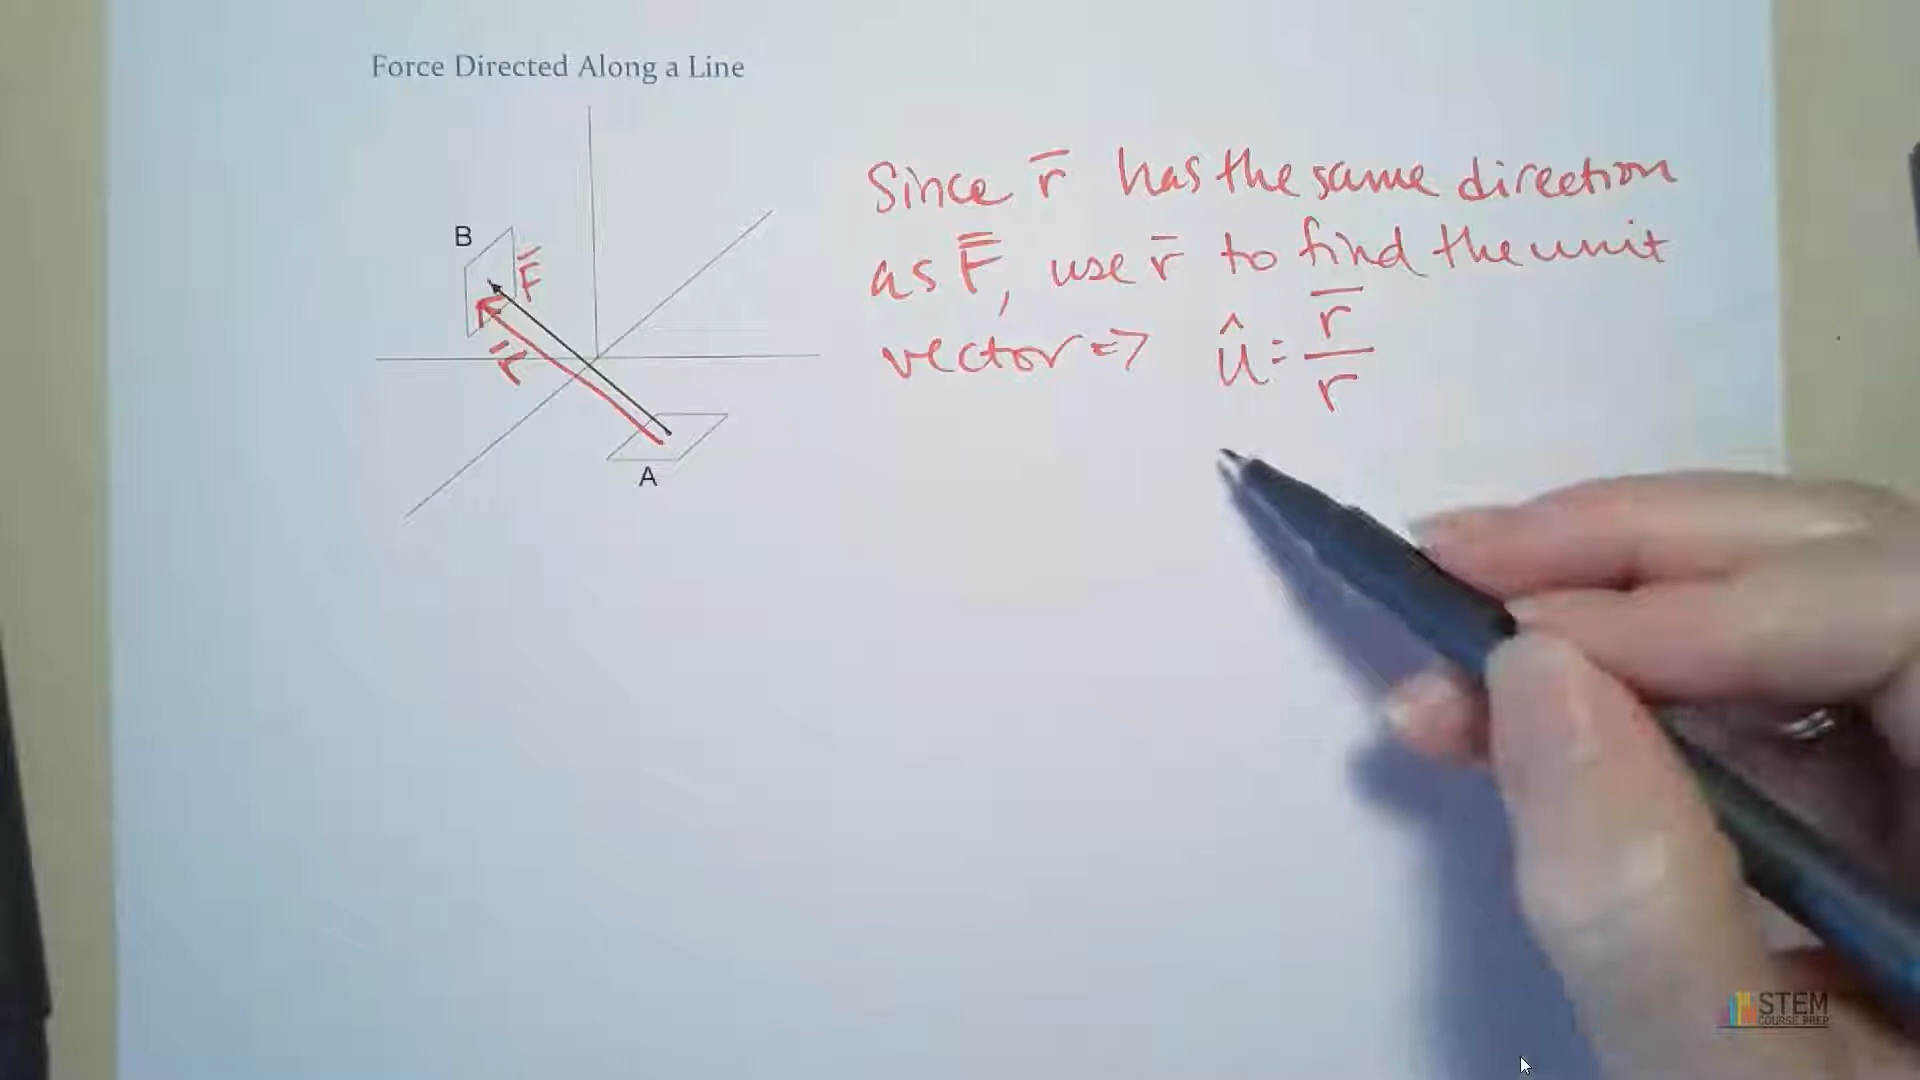 Force Directed Along a Line
B
F̄
r̄
A
Since r̄ has the same direction
as F̄, use r̄ to find the unit
vector => û = r̄/r
STEM
COURSE PREP